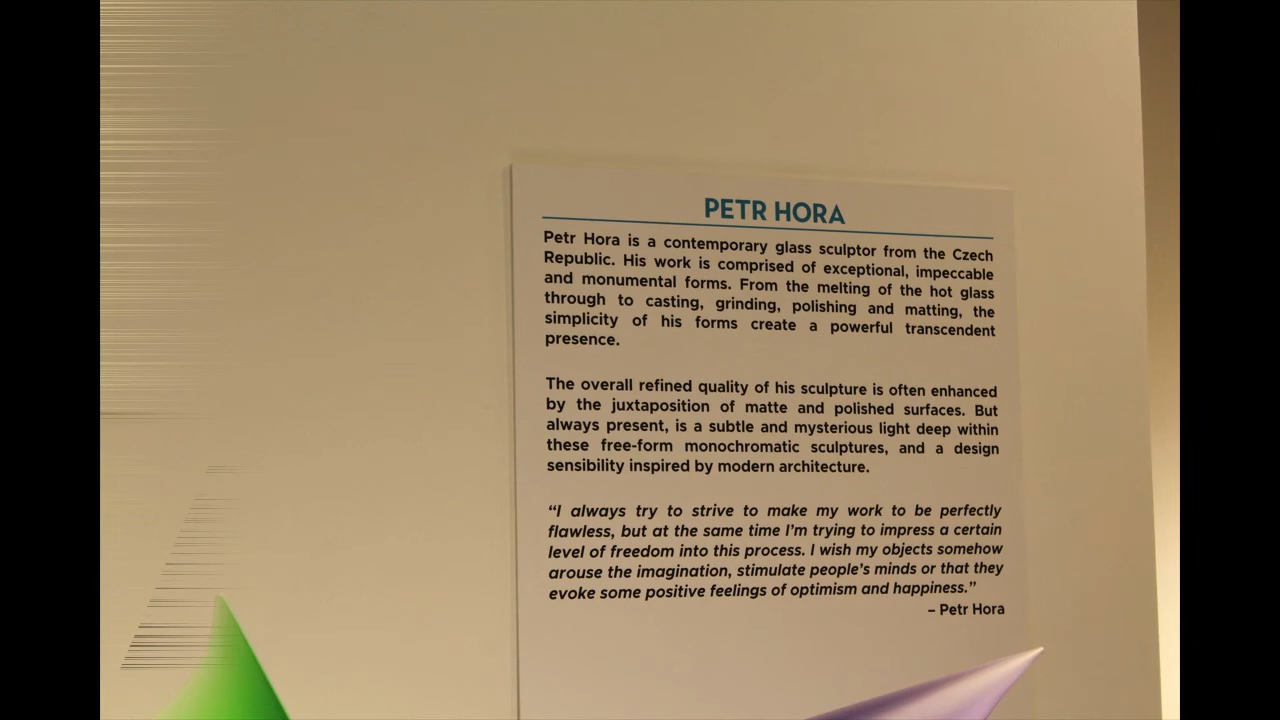 PETR HORA
Petr Hora is a contemporary glass sculptor from the Czech
Republic. His work is comprised of exceptional, impeccable
and monumental forms. From the melting of the hot glass
through to casting, grinding, polishing and matting, the
simplicity of his forms create a powerful transcendent
presence.
The overall refined quality of his sculpture is often enhanced
by the juxtaposition of matte and polished surfaces. But
always present, is a subtle and mysterious light deep within
these free-form monochromatic sculptures, and a design
sensibility inspired by modern architecture.
“I always try to strive to make my work to be perfectly
flawless, but at the same time I’m trying to impress a certain
level of freedom into this process. I wish my objects somehow
arouse the imagination, stimulate people’s minds or that they
evoke some positive feelings of optimism and happiness.”
– Petr Hora